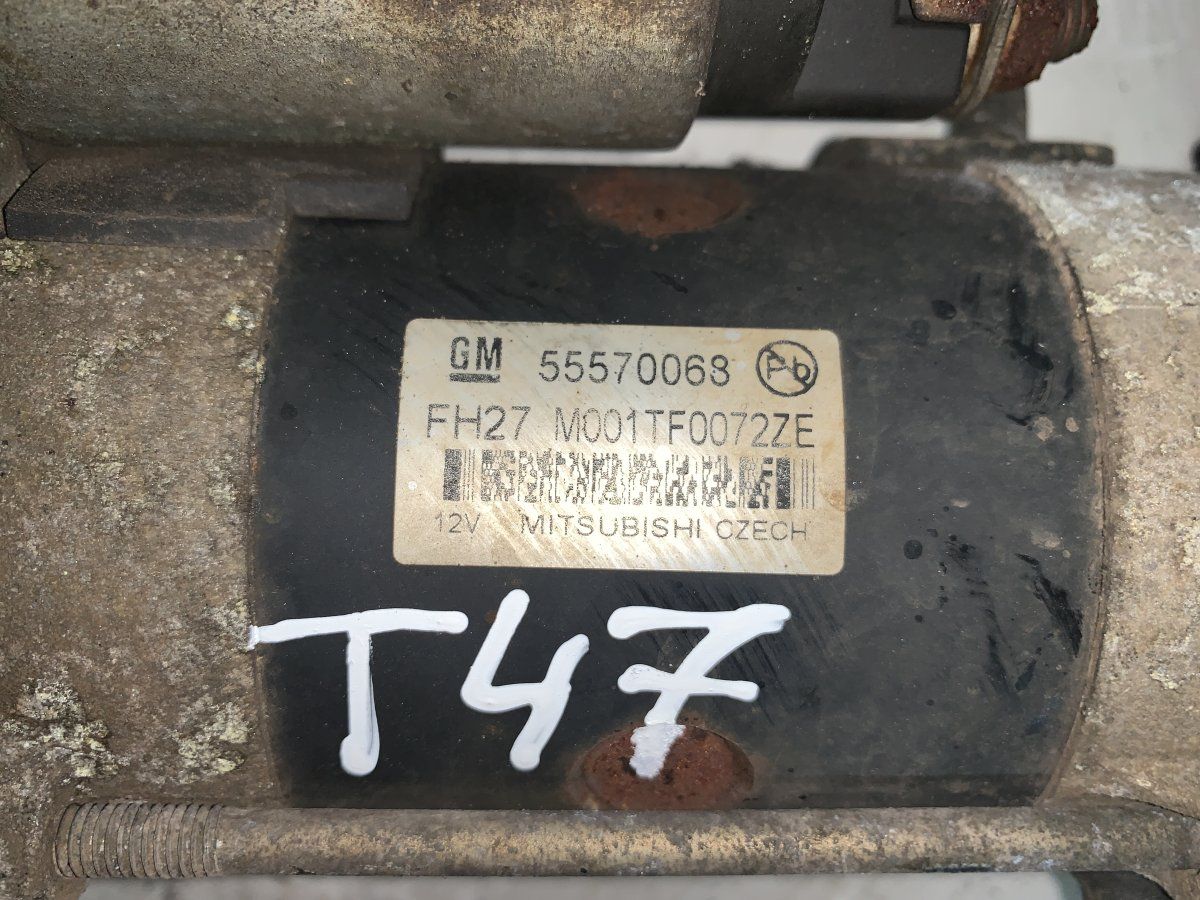 GM 55570068 Pb
FH27 M001TF0072ZE
12V MITSUBISHI CZECH
T47